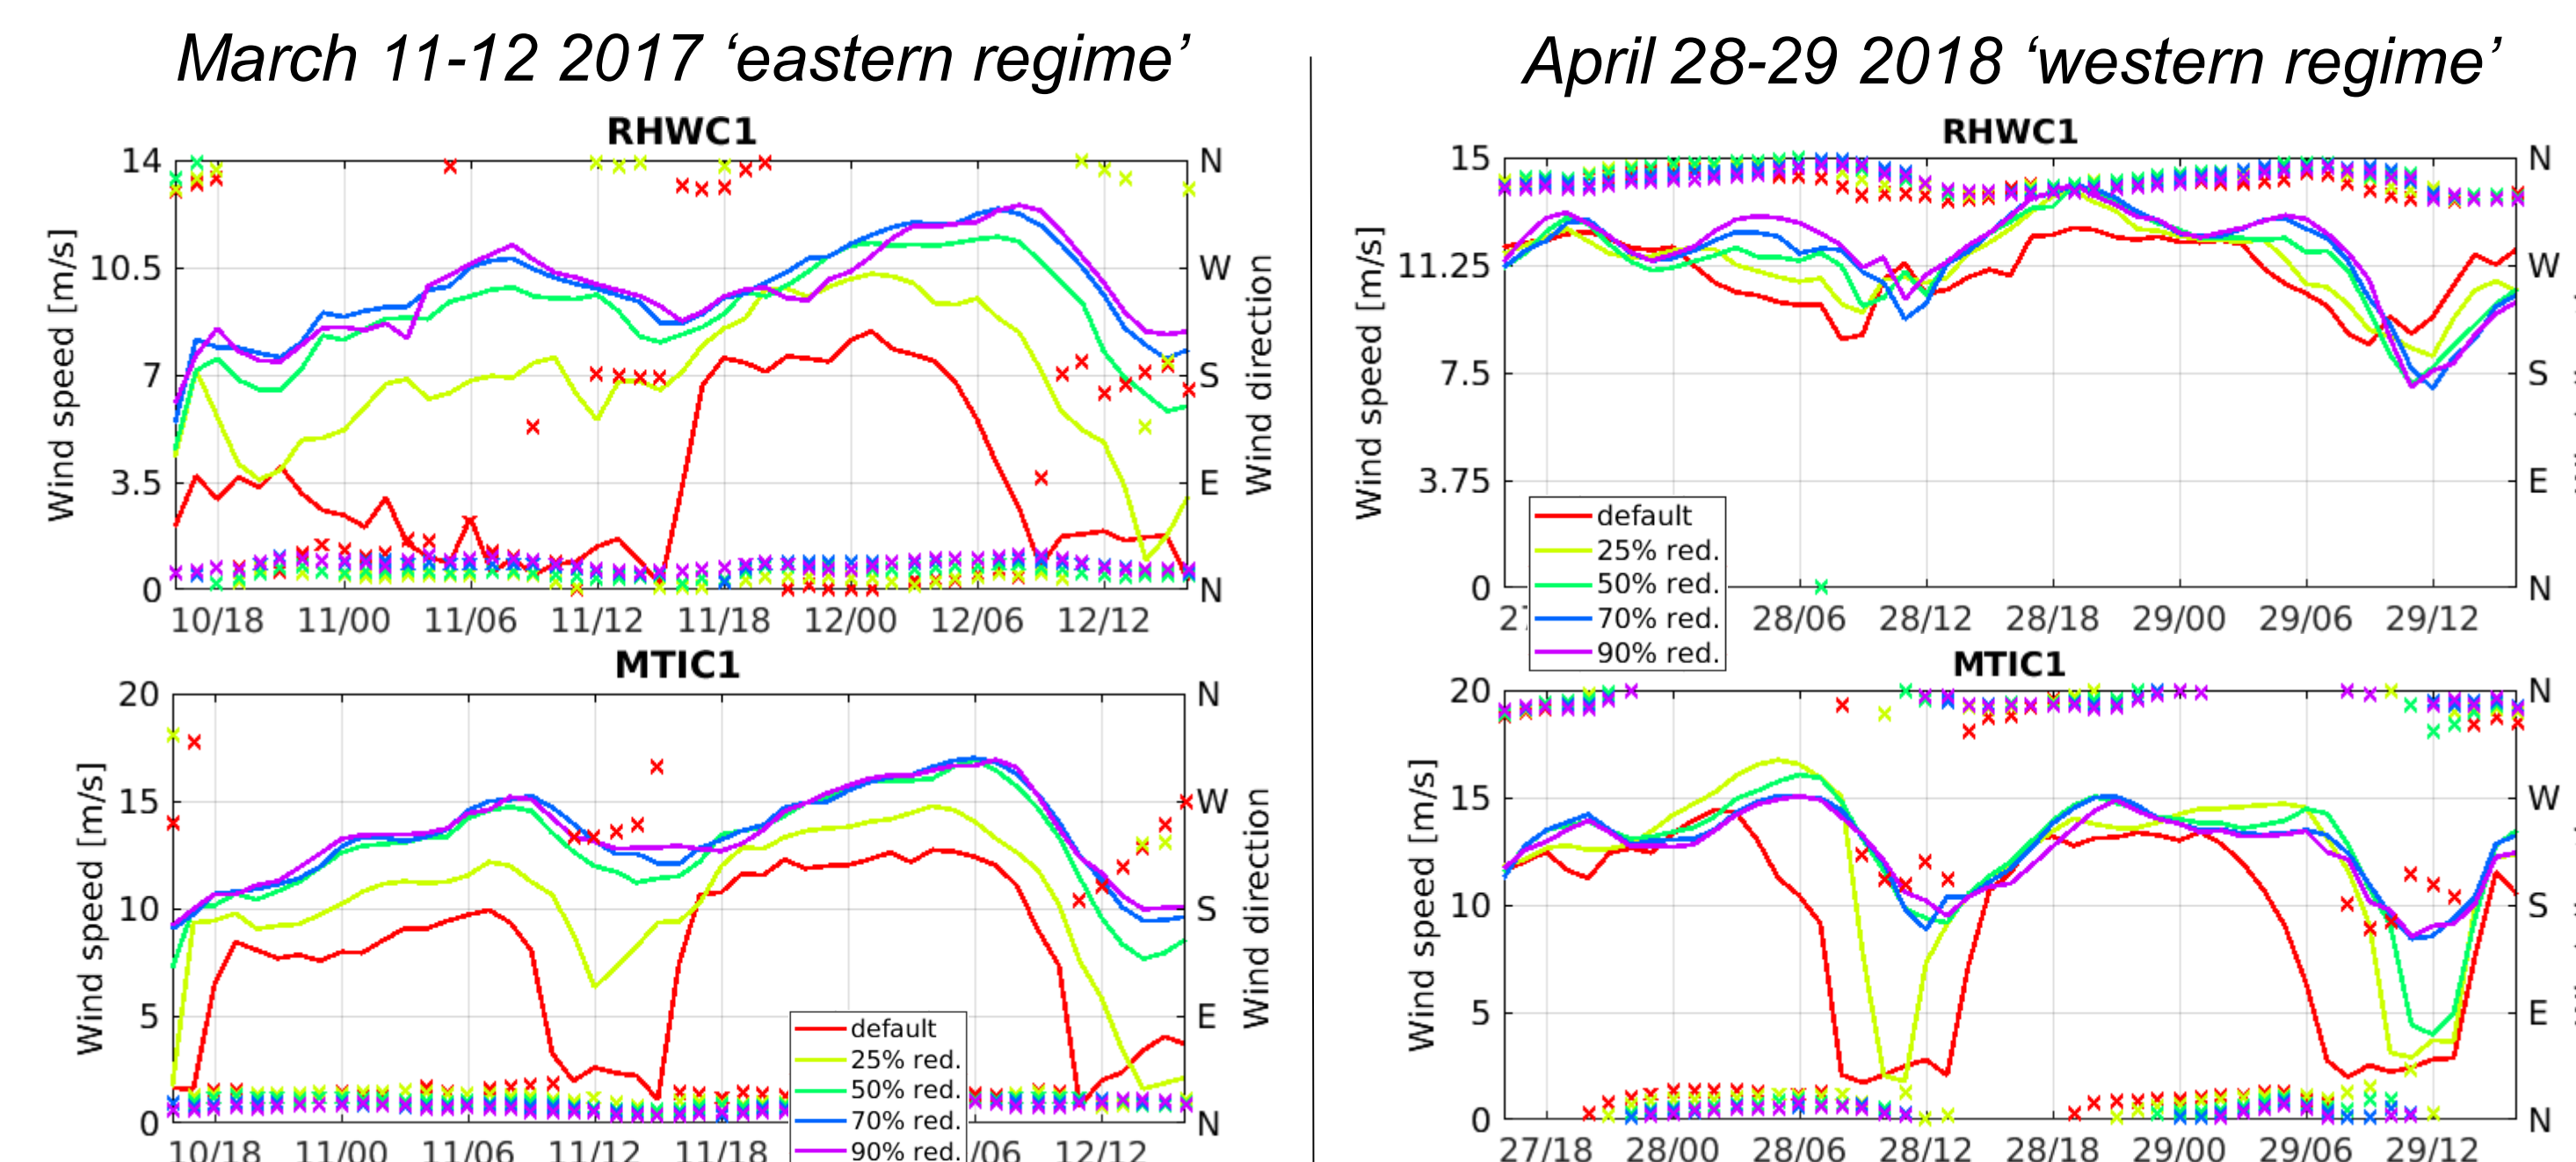 March 11-12 2017 ‘eastern regime’
April 28-29 2018 ‘western regime’
RHWC1
14
10.5
7
3.5
0
Wind speed [m/s]
N
W
S
E
N
Wind direction
10/18 11/00 11/06 11/12 11/18 12/00 12/06 12/12
MTIC1
20
15
10
5
0
Wind speed [m/s]
N
W
S
E
N
Wind direction
default
25% red.
50% red.
70% red.
90% red.
10/18 11/00 11/06 11/12 11/18 /06 12/12
RHWC1
15
11.25
7.5
3.75
0
Wind speed [m/s]
N
W
S
E
N
default
25% red.
50% red.
70% red.
90% red.
27 28/06 28/12 28/18 29/00 29/06 29/12
MTIC1
20
15
10
5
0
Wind speed [m/s]
N
W
S
E
N
27/18 28/00 28/06 28/12 28/18 29/00 29/06 29/12